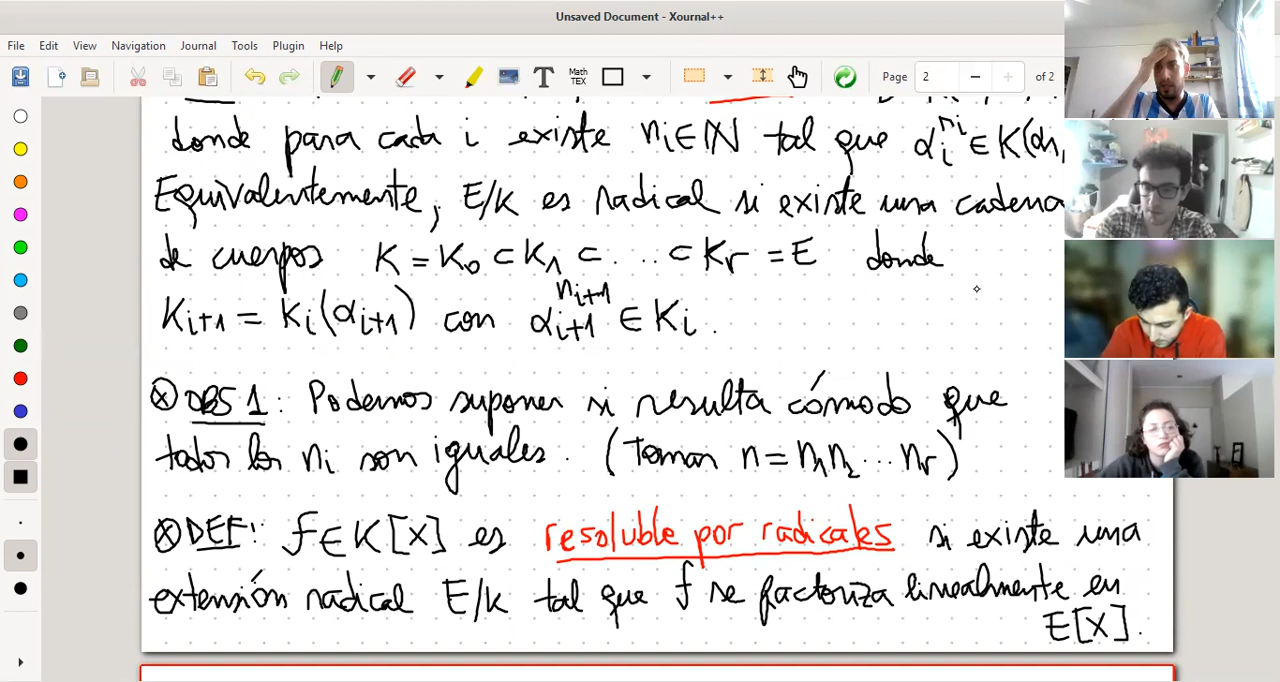 Unsaved Document - Xournal++
File Edit View Navigation Journal Tools Plugin Help
T Math TEX Page 2 of 2
donde para cada i existe nᵢ∈ℕ tal que αᵢ^nᵢ ∈ K(α₁,
Equivalentemente, E/K es radical si existe una cadena
de cuerpos K = K₀ ⊂ K₁ ⊂ ... ⊂ Kᵣ = E donde
Kᵢ₊₁ = Kᵢ(αᵢ₊₁) con αᵢ₊₁^nᵢ₊₁ ∈ Kᵢ.
⊗ OBS 1: Podemos suponer si resulta cómodo que
todos los nᵢ son iguales. (Tomar n = n₁n₂ ... nᵣ)
⊗ DEF: f∈K[X] es resoluble por radicales si existe una
extensión radical E/K tal que f se factoriza linealmente en
E[X].